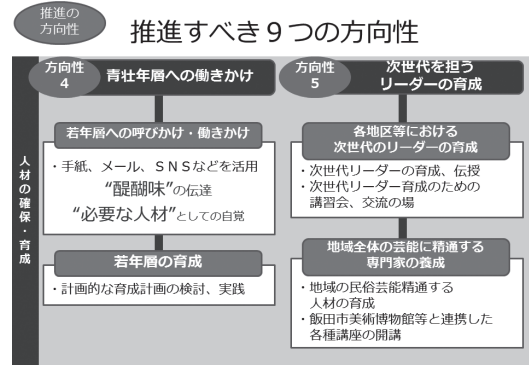 推進の
方向性
推進すべき９つの方向性
人材の確保・育成
方向性
4
青壮年層への働きかけ
若年層への呼びかけ・働きかけ
・手紙、メール、ＳＮＳなどを活用
“醍醐味”の伝達
“必要な人材”としての自覚
若年層の育成
・計画的な育成計画の検討、実践
方向性
5
次世代を担う
リーダーの育成
各地区等における
次世代のリーダーの育成
・次世代リーダーの育成、伝授
・次世代リーダー育成のための
講習会、交流の場
地域全体の芸能に精通する
専門家の養成
・地域の民俗芸能精通する
人材の育成
・飯田市美術博物館等と連携した
各種講座の開講